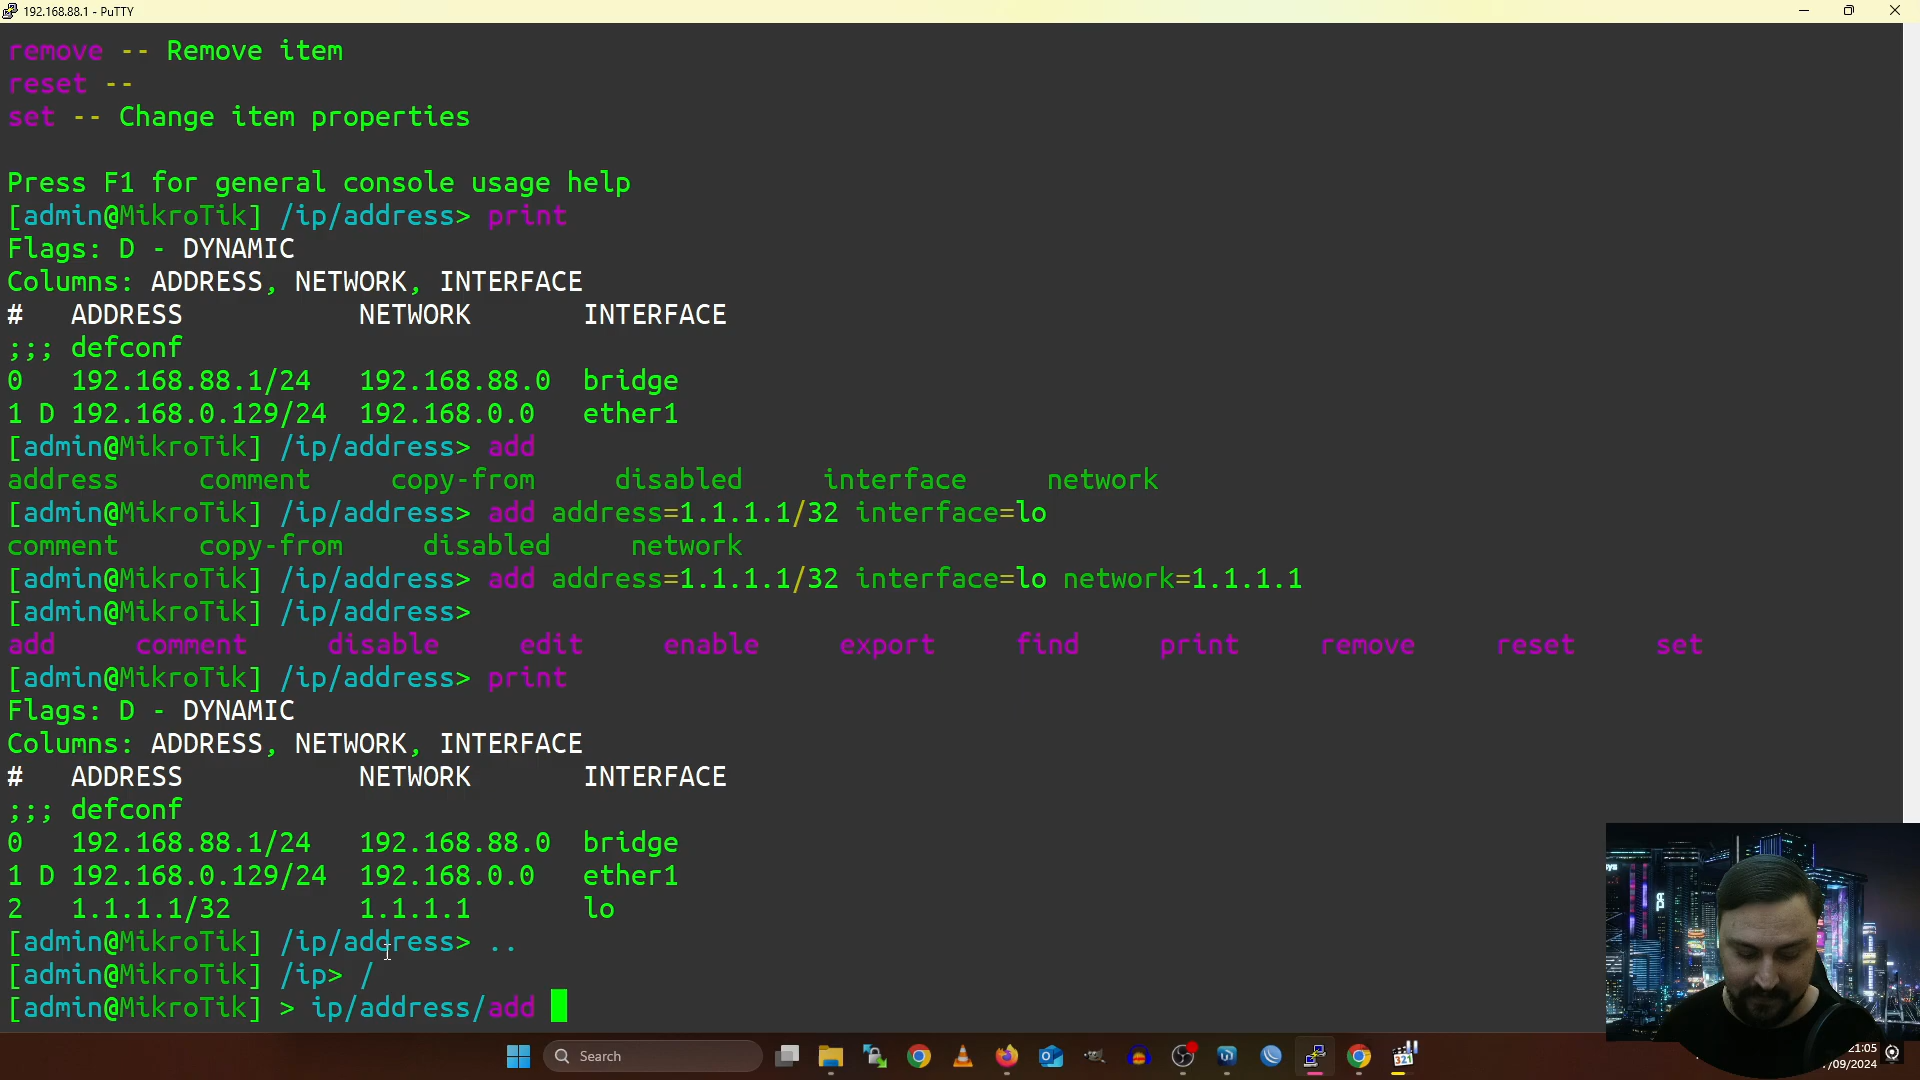 192.168.88.1 - PuTTY
remove -- Remove item
reset --
set -- Change item properties
Press F1 for general console usage help
[admin@MikroTik] /ip/address> print
Flags: D - DYNAMIC
Columns: ADDRESS, NETWORK, INTERFACE
# ADDRESS NETWORK INTERFACE
;;; defconf
0 192.168.88.1/24 192.168.88.0 bridge
1 D 192.168.0.129/24 192.168.0.0 ether1
[admin@MikroTik] /ip/address> add
address comment copy-from disabled interface network
[admin@MikroTik] /ip/address> add address=1.1.1.1/32 interface=lo
comment copy-from disabled network
[admin@MikroTik] /ip/address> add address=1.1.1.1/32 interface=lo network=1.1.1.1
[admin@MikroTik] /ip/address>
add comment disable edit enable export find print remove reset set
[admin@MikroTik] /ip/address> print
Flags: D - DYNAMIC
Columns: ADDRESS, NETWORK, INTERFACE
# ADDRESS NETWORK INTERFACE
;;; defconf
0 192.168.88.1/24 192.168.88.0 bridge
1 D 192.168.0.129/24 192.168.0.0 ether1
2 1.1.1.1/32 1.1.1.1 lo
[admin@MikroTik] /ip/address> ..
[admin@MikroTik] /ip> /
[admin@MikroTik] > ip/address/add
Search
321
21:05
/09/2024